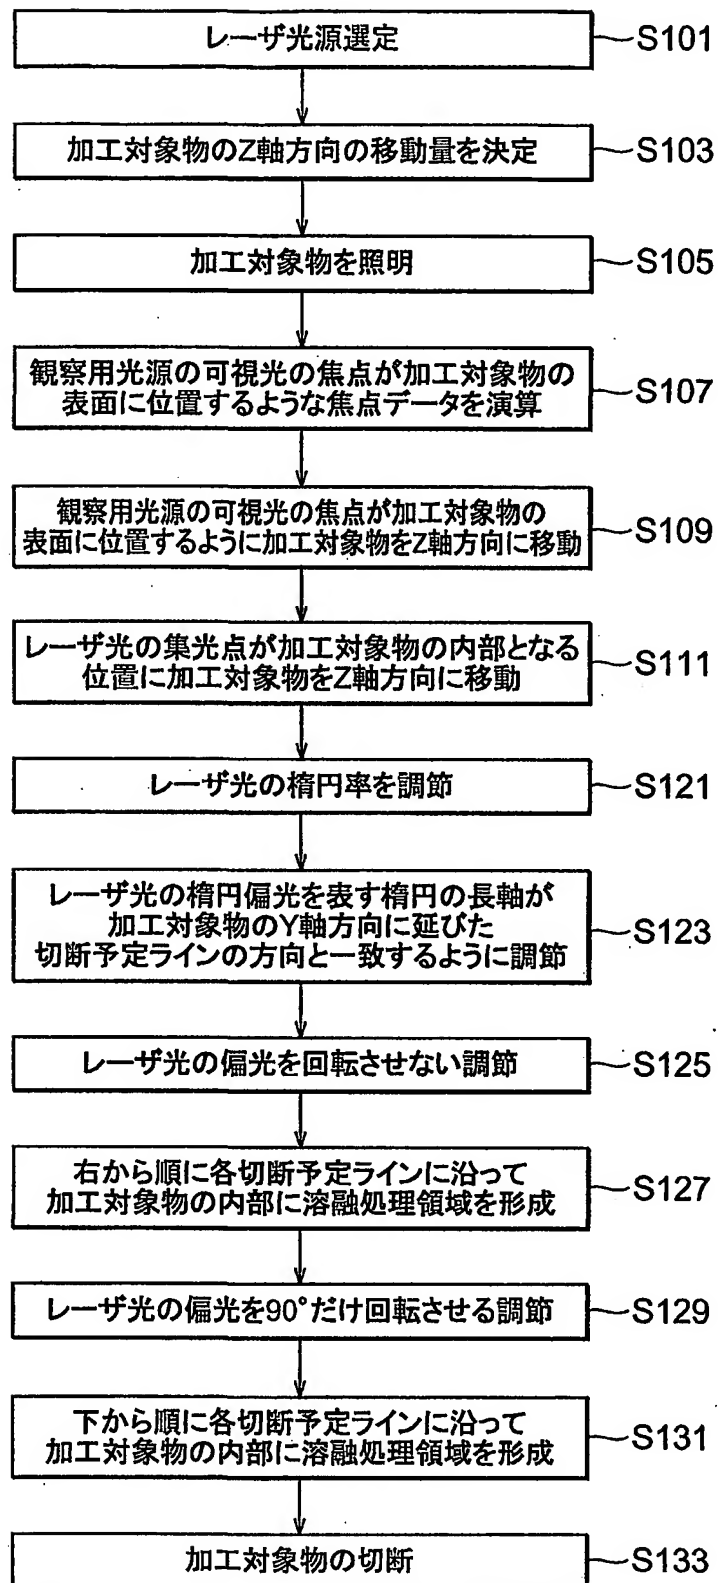 レーザ光源選定
S101
加工対象物のZ軸方向の移動量を決定
S103
加工対象物を照明
S105
観察用光源の可視光の焦点が加工対象物の
表面に位置するような焦点データを演算
S107
観察用光源の可視光の焦点が加工対象物の
表面に位置するように加工対象物をZ軸方向に移動
S109
レーザ光の集光点が加工対象物の内部となる
位置に加工対象物をZ軸方向に移動
S111
レーザ光の楕円率を調節
S121
レーザ光の楕円偏光を表す楕円の長軸が
加工対象物のY軸方向に延びた
切断予定ラインの方向と一致するように調節
S123
レーザ光の偏光を回転させない調節
S125
右から順に各切断予定ラインに沿って
加工対象物の内部に溶融処理領域を形成
S127
レーザ光の偏光を90°だけ回転させる調節
S129
下から順に各切断予定ラインに沿って
加工対象物の内部に溶融処理領域を形成
S131
加工対象物の切断
S133